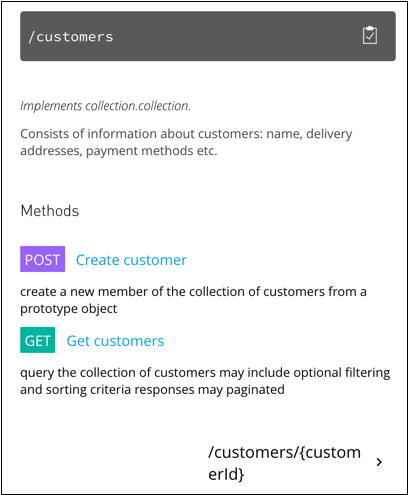 /customers
Implements collection.collection.
Consists of information about customers: name, delivery
addresses, payment methods etc.
Methods
POST Create customer
create a new member of the collection of customers from a
prototype object
GET Get customers
query the collection of customers may include optional filtering
and sorting criteria responses may paginated
/customers/{custom
erId}